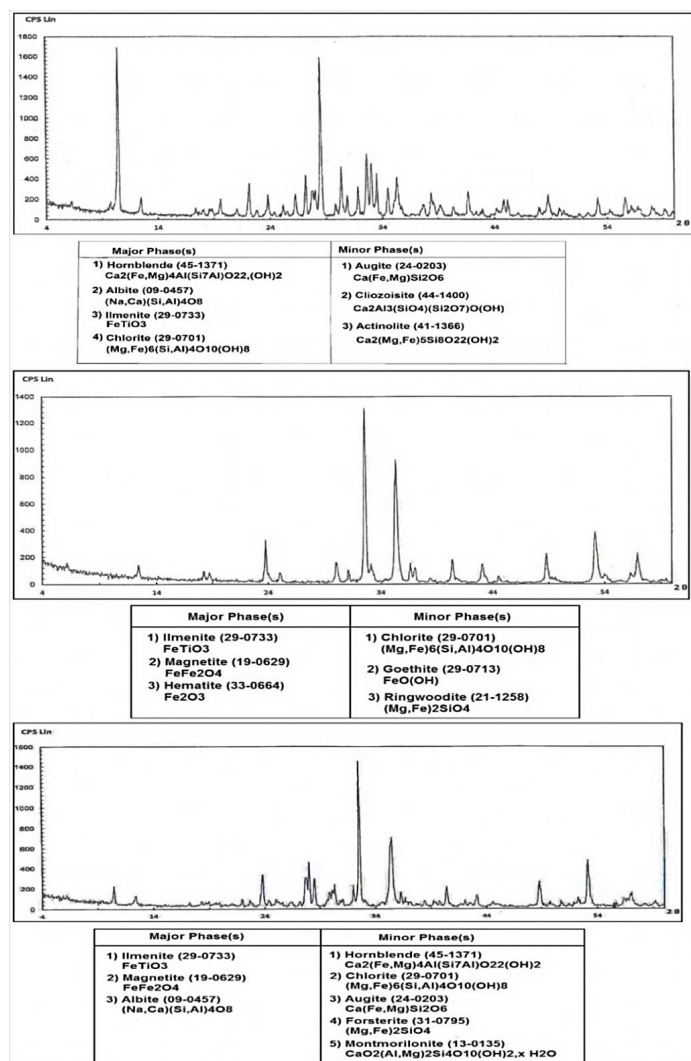 CPS Lin
1800
1600
1400
1200
1000
800
600
400
200
0
4 14 24 34 44 54 2 θ
Major Phase(s) Minor Phase(s)
1) Hornblende (45-1371) 1) Augite (24-0203)
Ca2(Fe,Mg)4Al(Si7Al)O22,(OH)2 Ca(Fe,Mg)Si2O6
2) Albite (09-0457) 2) Cliozoisite (44-1400)
(Na,Ca)(Si,Al)4O8 Ca2Al3(SiO4)(Si2O7)O(OH)
3) Ilmenite (29-0733) 3) Actinolite (41-1366)
FeTiO3 Ca2(Mg,Fe)5Si8O22(OH)2
4) Chlorite (29-0701)
(Mg,Fe)6(Si,Al)4O10(OH)8
CPS Lin
1400
1200
1000
800
600
400
200
0
4 14 24 34 44 54 2 θ
Major Phase(s) Minor Phase(s)
1) Ilmenite (29-0733) 1) Chlorite (29-0701)
FeTiO3 (Mg,Fe)6(Si,Al)4O10(OH)8
2) Magnetite (19-0629) 2) Goethite (29-0713)
FeFe2O4 FeO(OH)
3) Hematite (33-0664) 3) Ringwoodite (21-1258)
Fe2O3 (Mg,Fe)2SiO4
CPS Lin
1600
1400
1200
1000
800
600
400
200
0
4 14 24 34 44 54 2 θ
Major Phase(s) Minor Phase(s)
1) Ilmenite (29-0733) 1) Hornblende (45-1371)
FeTiO3 Ca2(Fe,Mg)4Al(Si7Al)O22(OH)2
2) Magnetite (19-0629) 2) Chlorite (29-0701)
FeFe2O4 (Mg,Fe)6(Si,Al)4O10(OH)8
3) Albite (09-0457) 3) Augite (24-0203)
(Na,Ca)(Si,Al)4O8 Ca(Fe,Mg)Si2O6
4) Forsterite (31-0795)
(Mg,Fe)2SiO4
5) Montmorilonite (13-0135)
CaO2(Al,Mg)2Si4O10(OH)2,x H2O